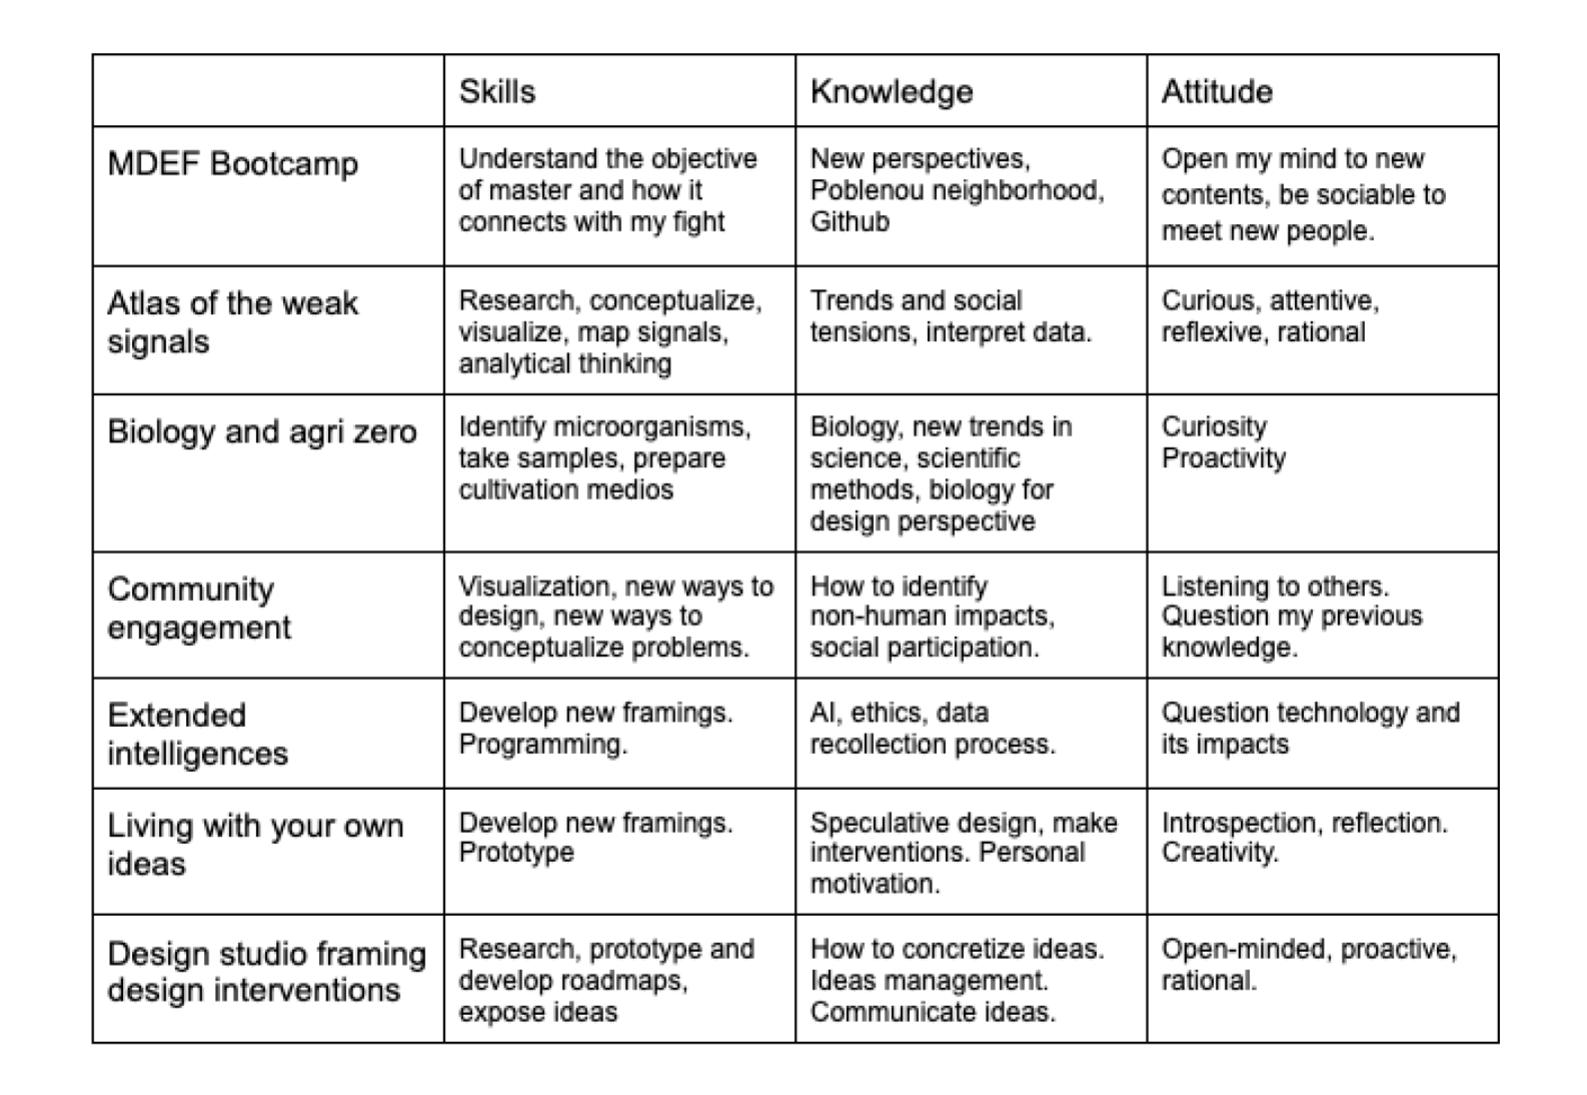 Skills
Knowledge
Attitude
MDEF Bootcamp
Understand the objective
of master and how it
connects with my fight
New perspectives,
Poblenou neighborhood,
Github
Open my mind to new
contents, be sociable to
meet new people.
Atlas of the weak
signals
Research, conceptualize,
visualize, map signals,
analytical thinking
Trends and social
tensions, interpret data.
Curious, attentive,
reflexive, rational
Biology and agri zero
Identify microorganisms,
take samples, prepare
cultivation medios
Biology, new trends in
science, scientific
methods, biology for
design perspective
Curiosity
Proactivity
Community
engagement
Visualization, new ways to
design, new ways to
conceptualize problems.
How to identify
non-human impacts,
social participation.
Listening to others.
Question my previous
knowledge.
Extended
intelligences
Develop new framings.
Programming.
AI, ethics, data
recollection process.
Question technology and
its impacts
Living with your own
ideas
Develop new framings.
Prototype
Speculative design, make
interventions. Personal
motivation.
Introspection, reflection.
Creativity.
Design studio framing
design interventions
Research, prototype and
develop roadmaps,
expose ideas
How to concretize ideas.
Ideas management.
Communicate ideas.
Open-minded, proactive,
rational.